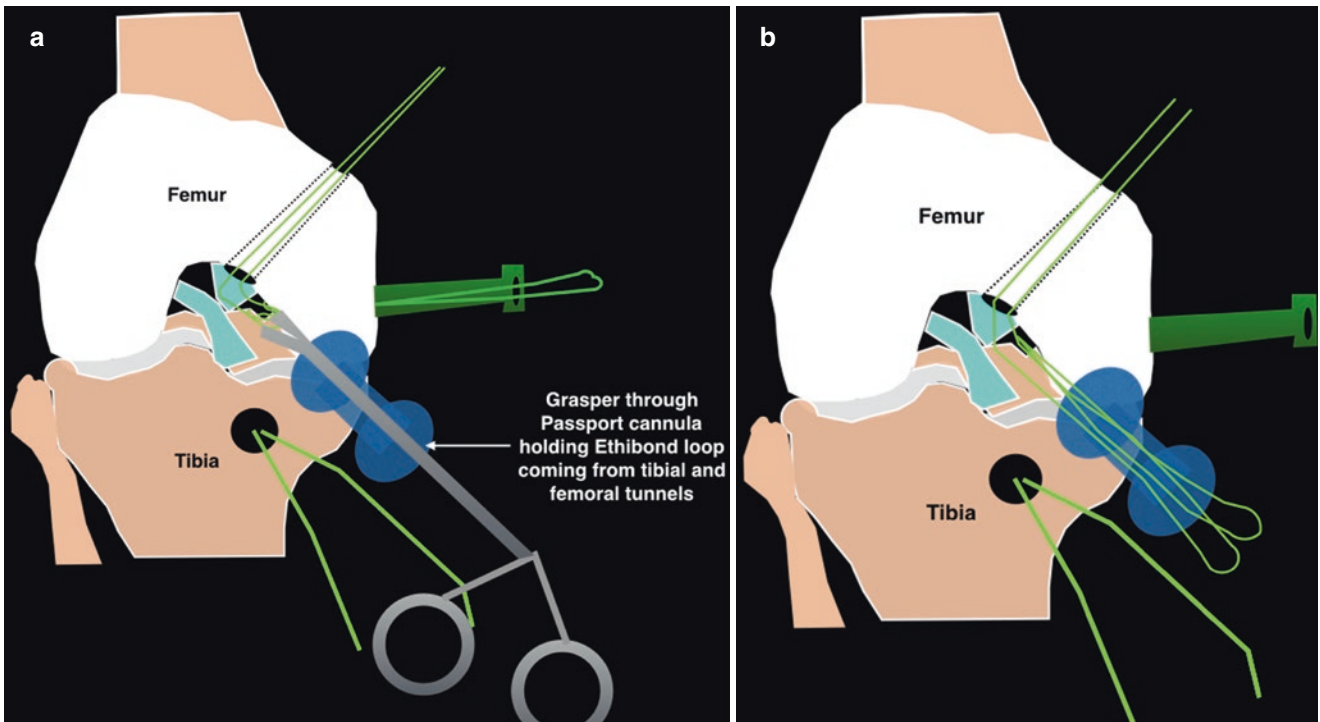 a
Femur
Grasper through
Passport cannula
holding Ethibond loop
coming from tibial and
femoral tunnels
Tibia
b
Femur
Tibia